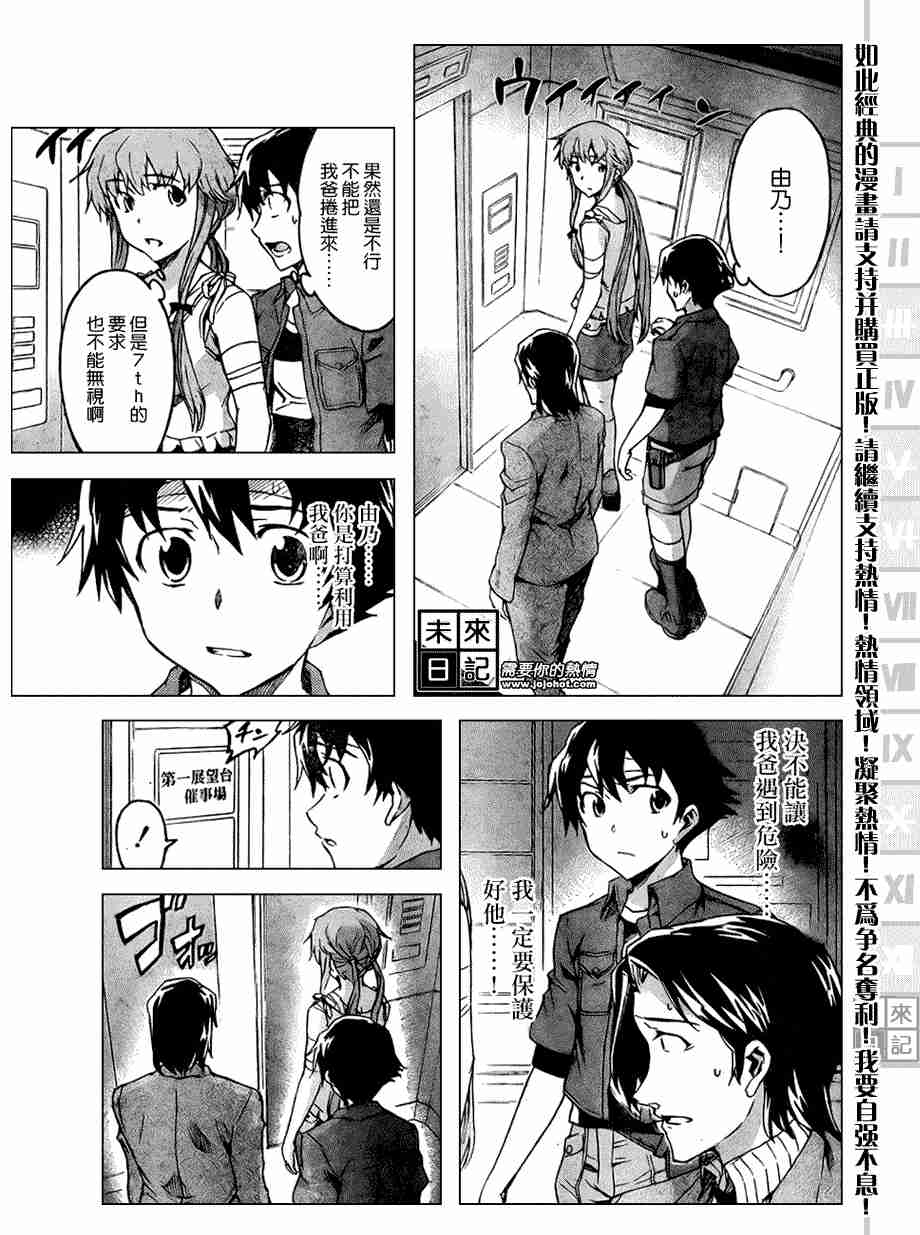 ウィイイイィン
由乃…！
果然還是不行
不能把
我爸捲進來……
但是7th的
要求
也不能無視啊
ィイ
由乃……
你是打算利用
我爸啊……
未來
日記
需要你的熱情
www.jojohot.com
決不能讓
我爸遇到危險……
我一定要保護
好他……！
チン
第一展望台
催事場
！
ゴオォ
如此經典的漫畫請支持并購買正版！請繼續支持熱情！熱情領域！凝聚熱情！不爲争名奪利！我要自强不息！
I
II
III
IV
V
VI
VII
VIII
IX
X
XI
來
記